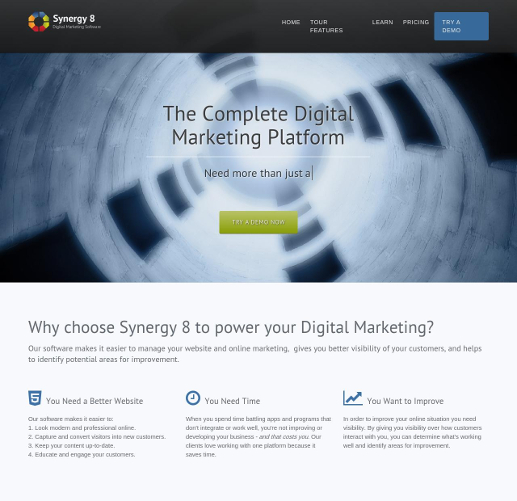 Synergy 8
Digital Marketing Software
HOME
TOUR
FEATURES
LEARN
PRICING
TRY A
DEMO
The Complete Digital
Marketing Platform
Need more than just a
TRY A DEMO NOW
Why choose Synergy 8 to power your Digital Marketing?
Our software makes it easier to manage your website and online marketing,  gives you better visibility of your customers, and helps
to identify potential areas for improvement.
You Need a Better Website
Our software makes it easier to:
1. Look modern and professional online.
2. Capture and convert visitors into new customers.
3. Keep your content up-to-date.
4. Educate and engage your customers.
You Need Time
When you spend time battling apps and programs that
don't integrate or work well, you're not improving or
developing your business - and that costs you. Our
clients love working with one platform because it
saves time.
You Want to Improve
In order to improve your online situation you need
visibility. By giving you visibility over how customers
interact with you, you can determine what's working
well and identify areas for improvement.